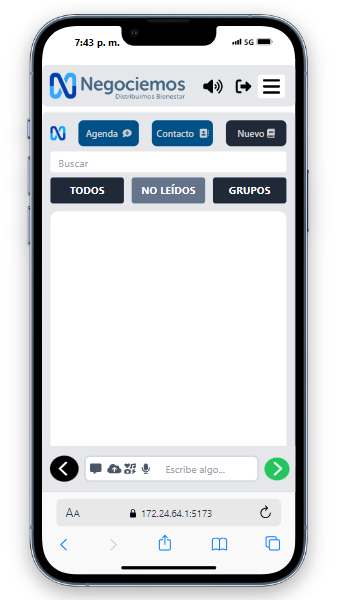 7:43 p. m. 5G
Negociemos
Distribuimos Bienestar
Agenda Contacto Nuevo
Buscar
TODOS NO LEÍDOS GRUPOS
Escribe algo...
AA 172.24.64.1:5173